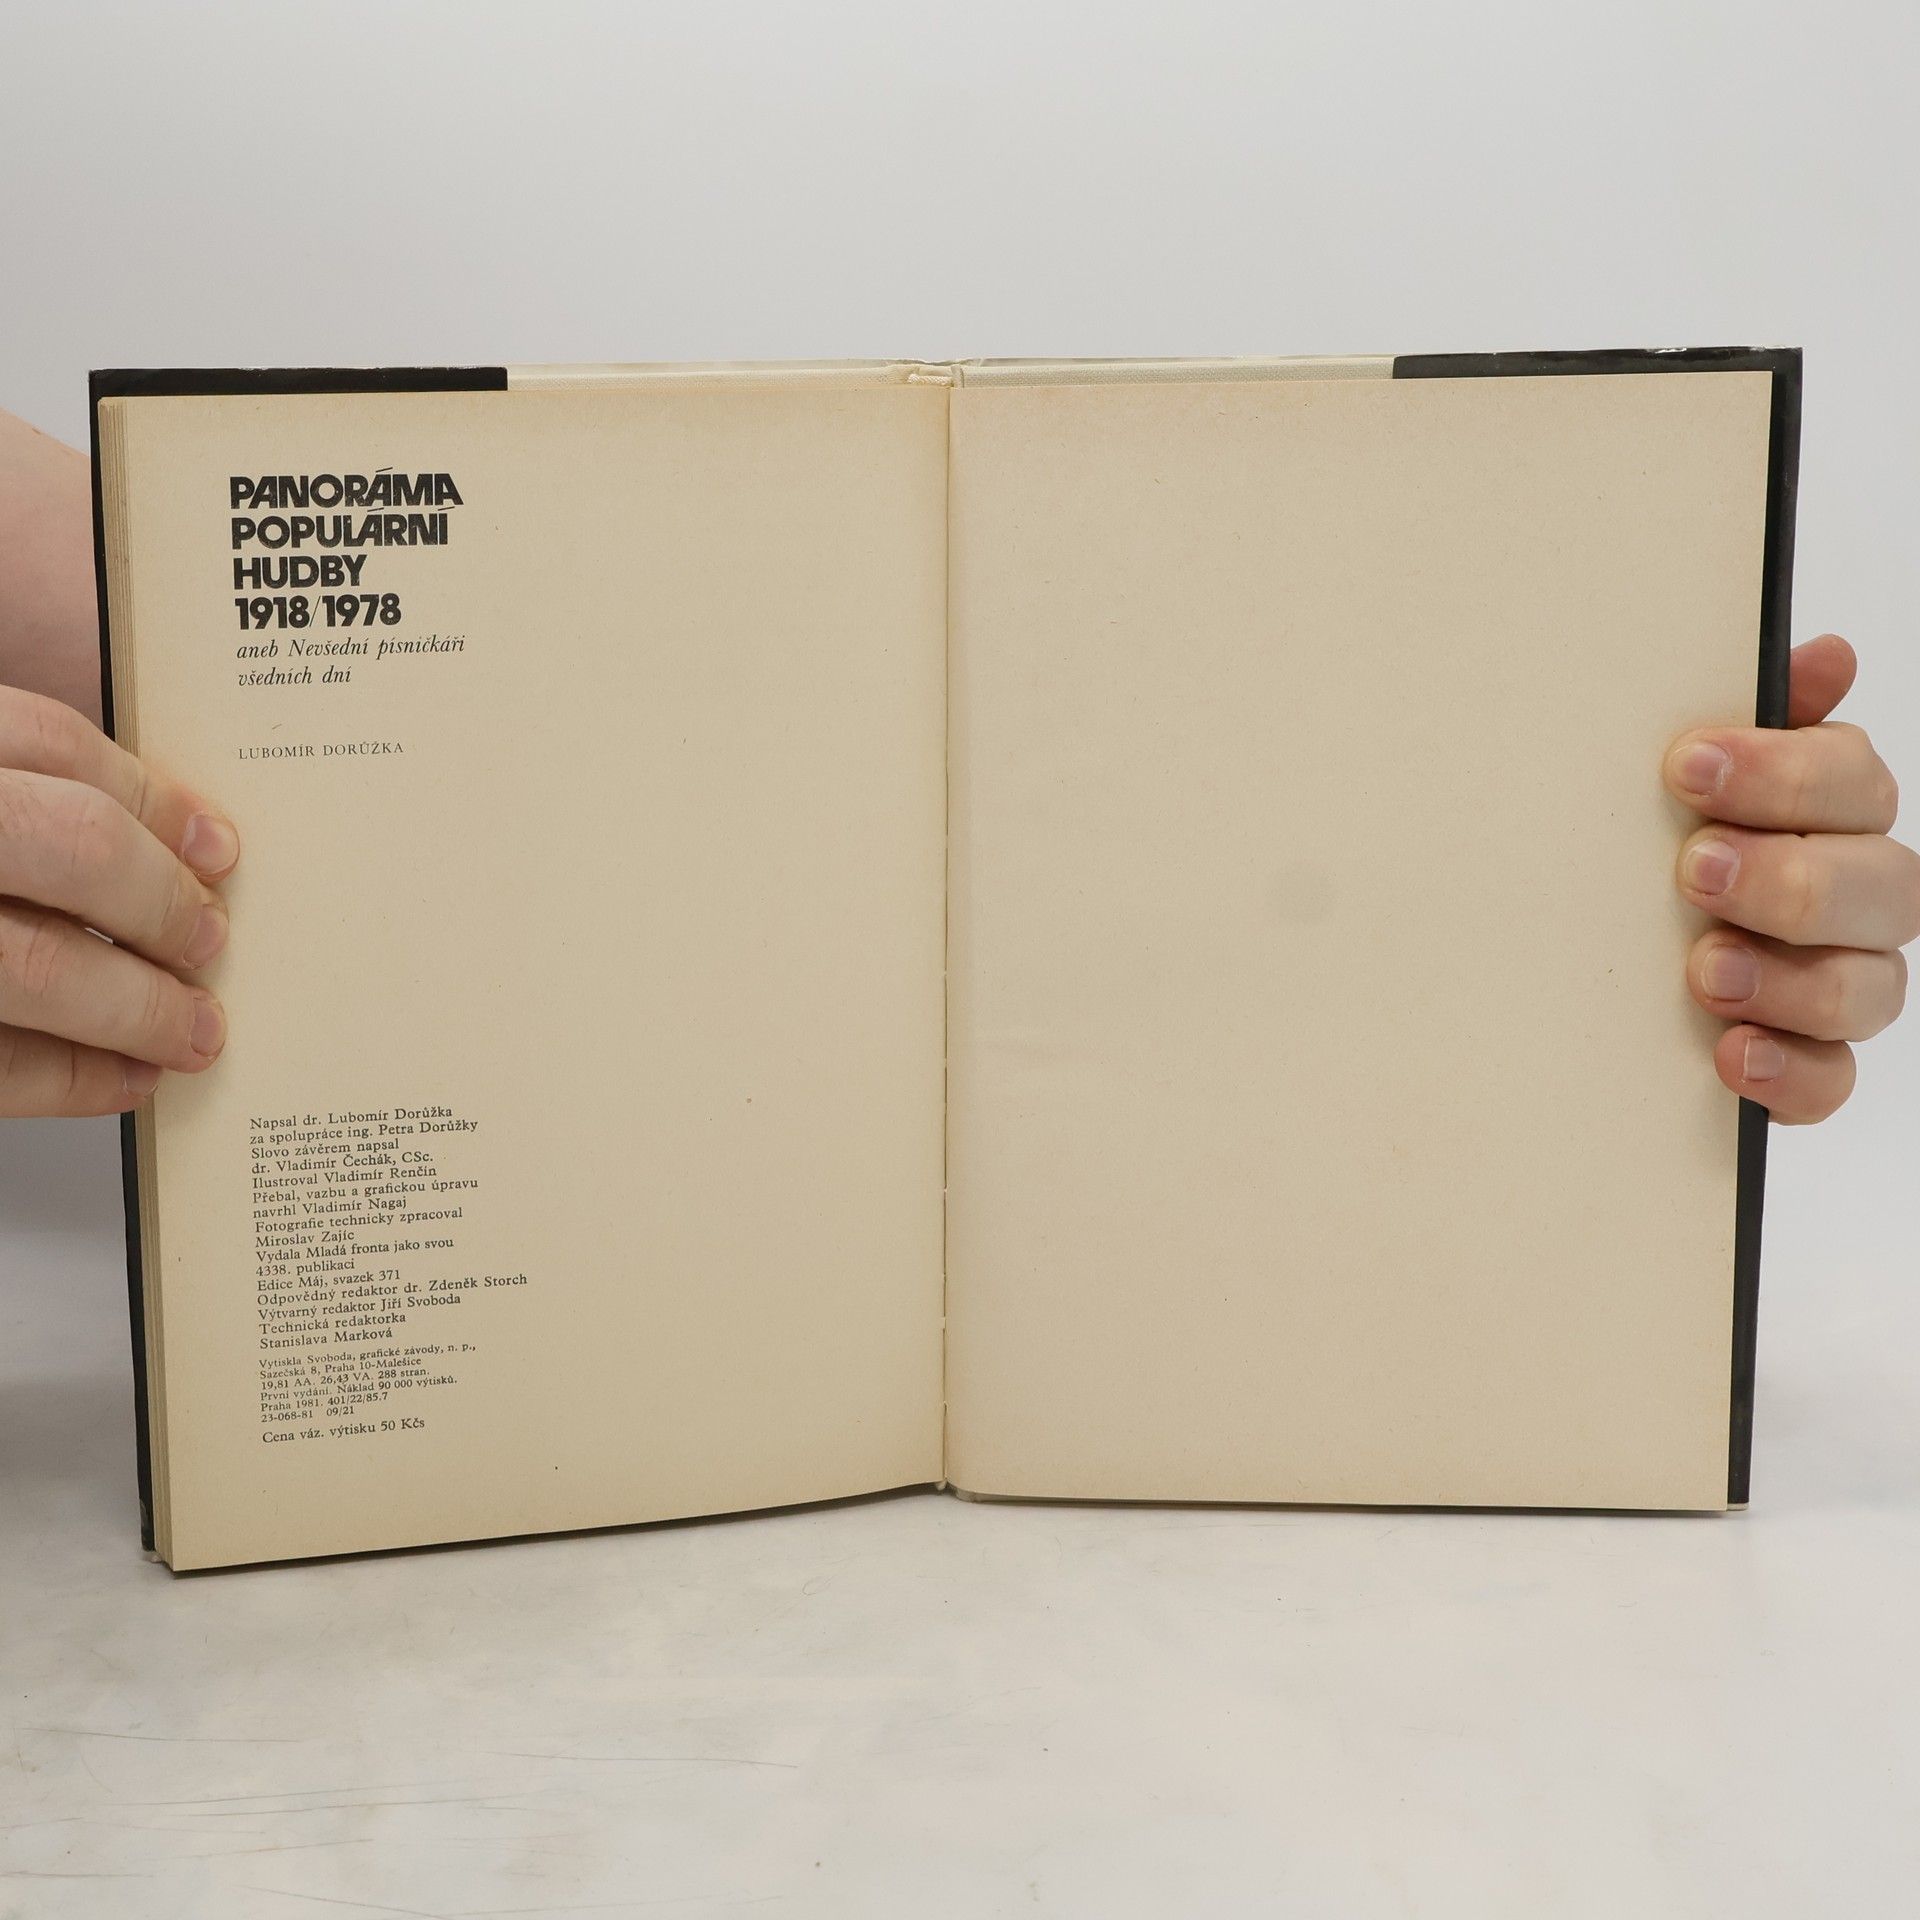 PANORÁMA
POPULÁRNÍ
HUDBY
1918/1978
aneb Nevšední písničkáři
všedních dní
LUBOMÍR DORŮŽKA
Napsal dr. Lubomír Dorůžka
za spolupráce ing. Petra Dorůžky
Slovo závěrem napsal
dr. Vladimír Čechák, CSc.
Ilustroval Vladimír Renčín
Přebal, vazbu a grafickou úpravu
navrhl Vladimír Nagaj
Fotografie technicky zpracoval
Miroslav Zajíc
Vydala Mladá fronta jako svou
4338. publikaci
Edice Máj, svazek 371
Odpovědný redaktor dr. Zdeněk Storch
Výtvarný redaktor Jiří Svoboda
Technická redaktorka
Stanislava Marková
Vytiskla Svoboda, grafické závody, n. p.,
Sazečská 8, Praha 10-Malešice
19,81 AA. 26,43 VA. 288 stran.
První vydání. Náklad 90 000 výtisků.
Praha 1981. 401/22/85.7
23-068-81 09/21
Cena váz. výtisku 50 Kčs